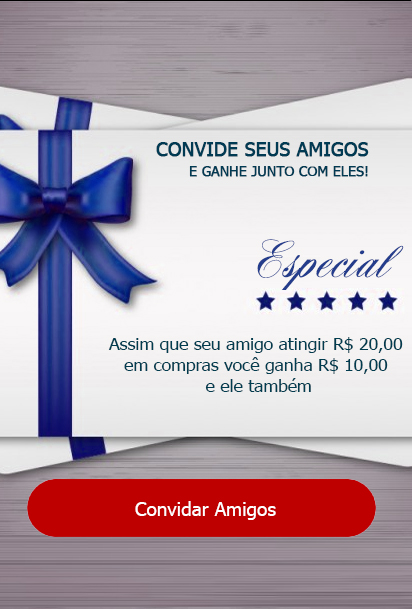 CONVIDE SEUS AMIGOS
E GANHE JUNTO COM ELES!
Especial
Assim que seu amigo atingir R$ 20,00
em compras você ganha R$ 10,00
e ele também
Convidar Amigos